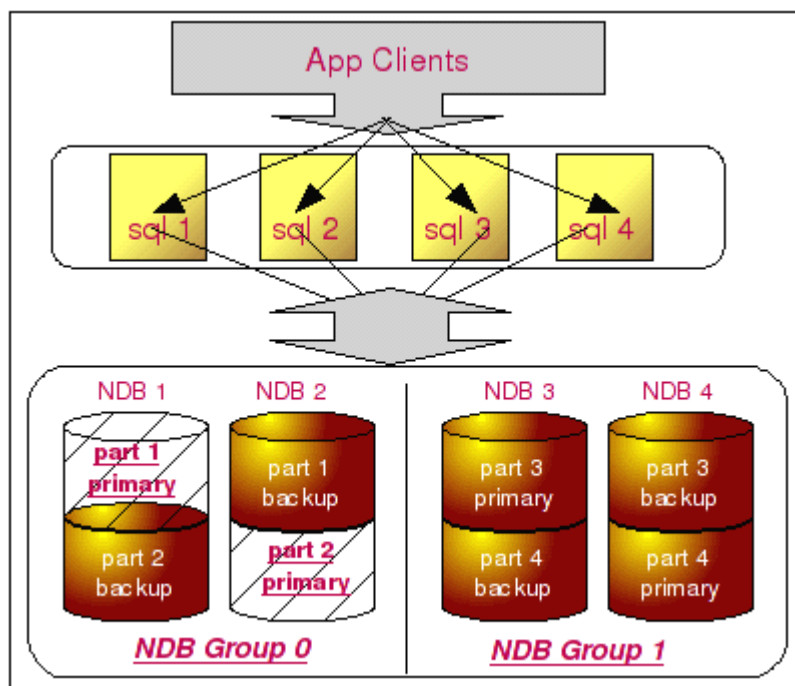 App Clients
sql 1
sql 2
sql 3
sql 4
NDB 1
NDB 2
NDB 3
NDB 4
part 1
primary
part 2
backup
part 1
backup
part 2
primary
part 3
primary
part 4
backup
part 3
backup
part 4
primary
NDB Group 0
NDB Group 1